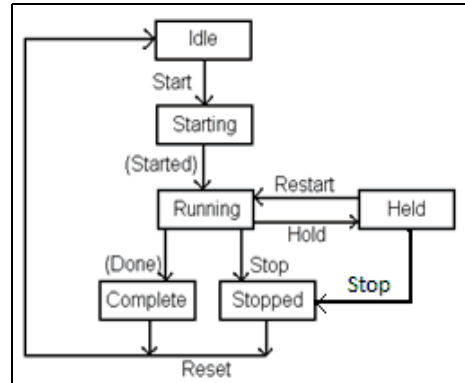 Idle
Start
Starting
(Started)
Restart
Running
Held
Hold
(Done)
Stop
Stop
Complete
Stopped
Reset